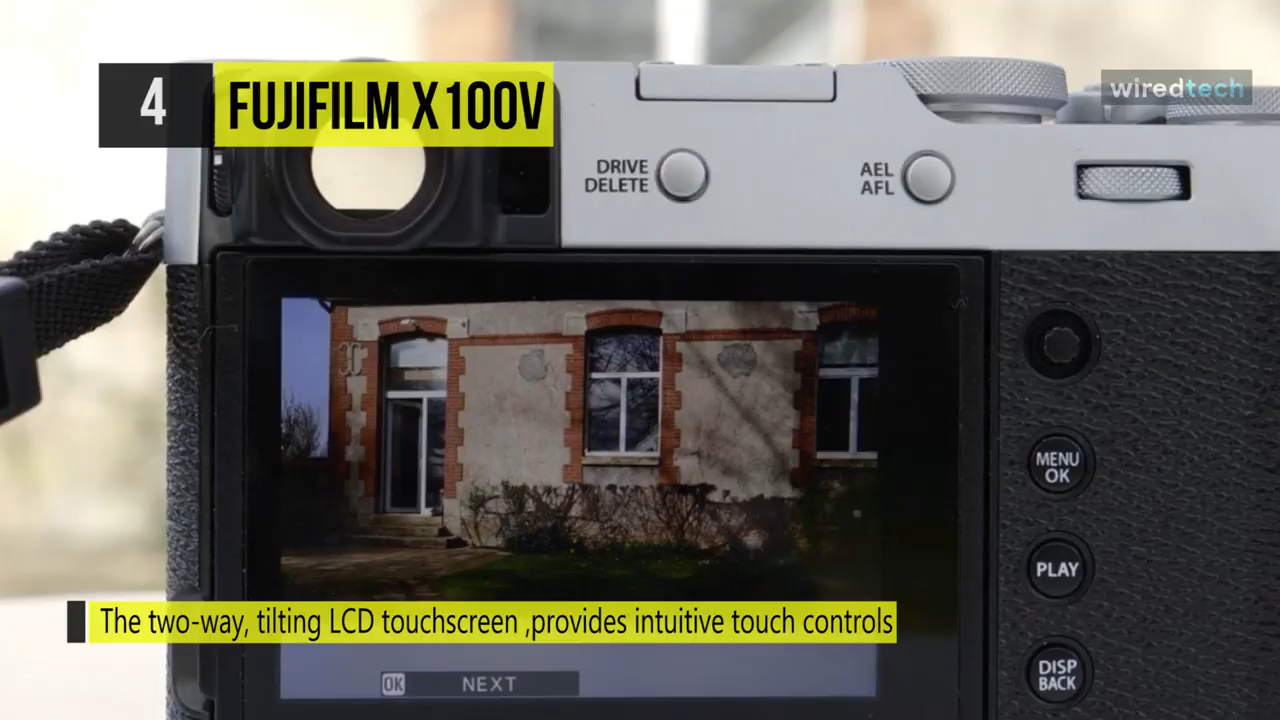 4
FUJIFILM X100V
wiredtech
DRIVE
DELETE
AEL
AFL
MENU
OK
PLAY
The two-way, tilting LCD touchscreen ,provides intuitive touch controls
DISP
BACK
OK NEXT